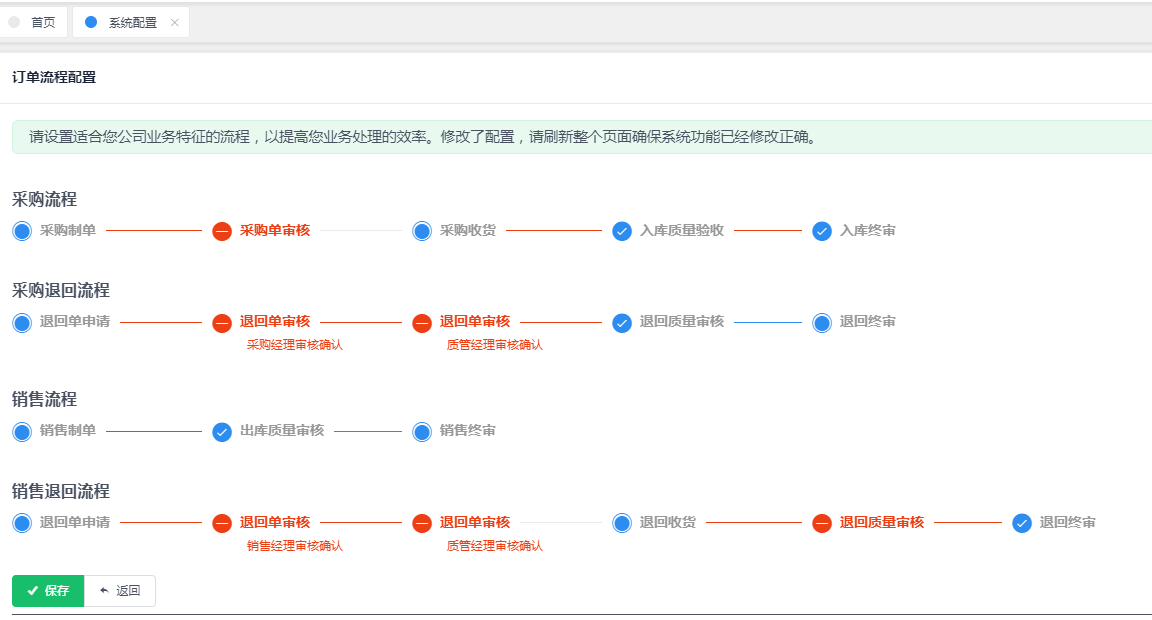 首页 系统配置
订单流程配置
请设置适合您公司业务特征的流程，以提高您业务处理的效率。修改了配置，请刷新整个页面确保系统功能已经修改正确。
采购流程
采购制单 采购单审核 采购收货 入库质量验收 入库终审
采购退回流程
退回单申请 退回单审核 退回单审核 退回质量审核 退回终审
采购经理审核确认 质管经理审核确认
销售流程
销售制单 出库质量审核 销售终审
销售退回流程
退回单申请 退回单审核 退回单审核 退回收货 退回质量审核 退回终审
销售经理审核确认 质管经理审核确认
保存 返回